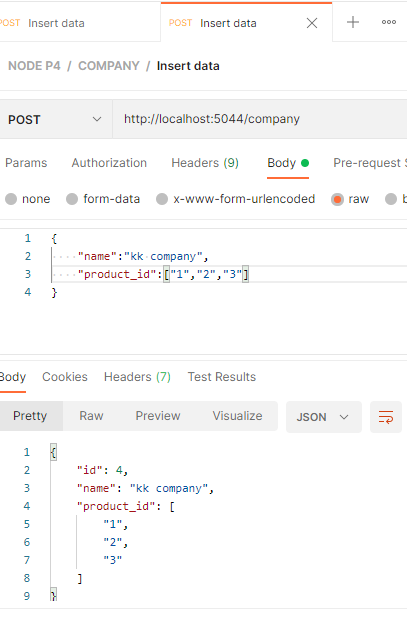 POST Insert data POST Insert data
NODE P4 / COMPANY / Insert data
POST http://localhost:5044/company
Params Authorization Headers (9) Body Pre-request S
none form-data x-www-form-urlencoded raw b
1 {
2 ····"name":"kk·company",
3 ····"product_id":["1","2","3"]
4 }
Body Cookies Headers (7) Test Results
Pretty Raw Preview Visualize JSON
1 {
2 "id": 4,
3 "name": "kk company",
4 "product_id": [
5 "1",
6 "2",
7 "3"
8 ]
9 }